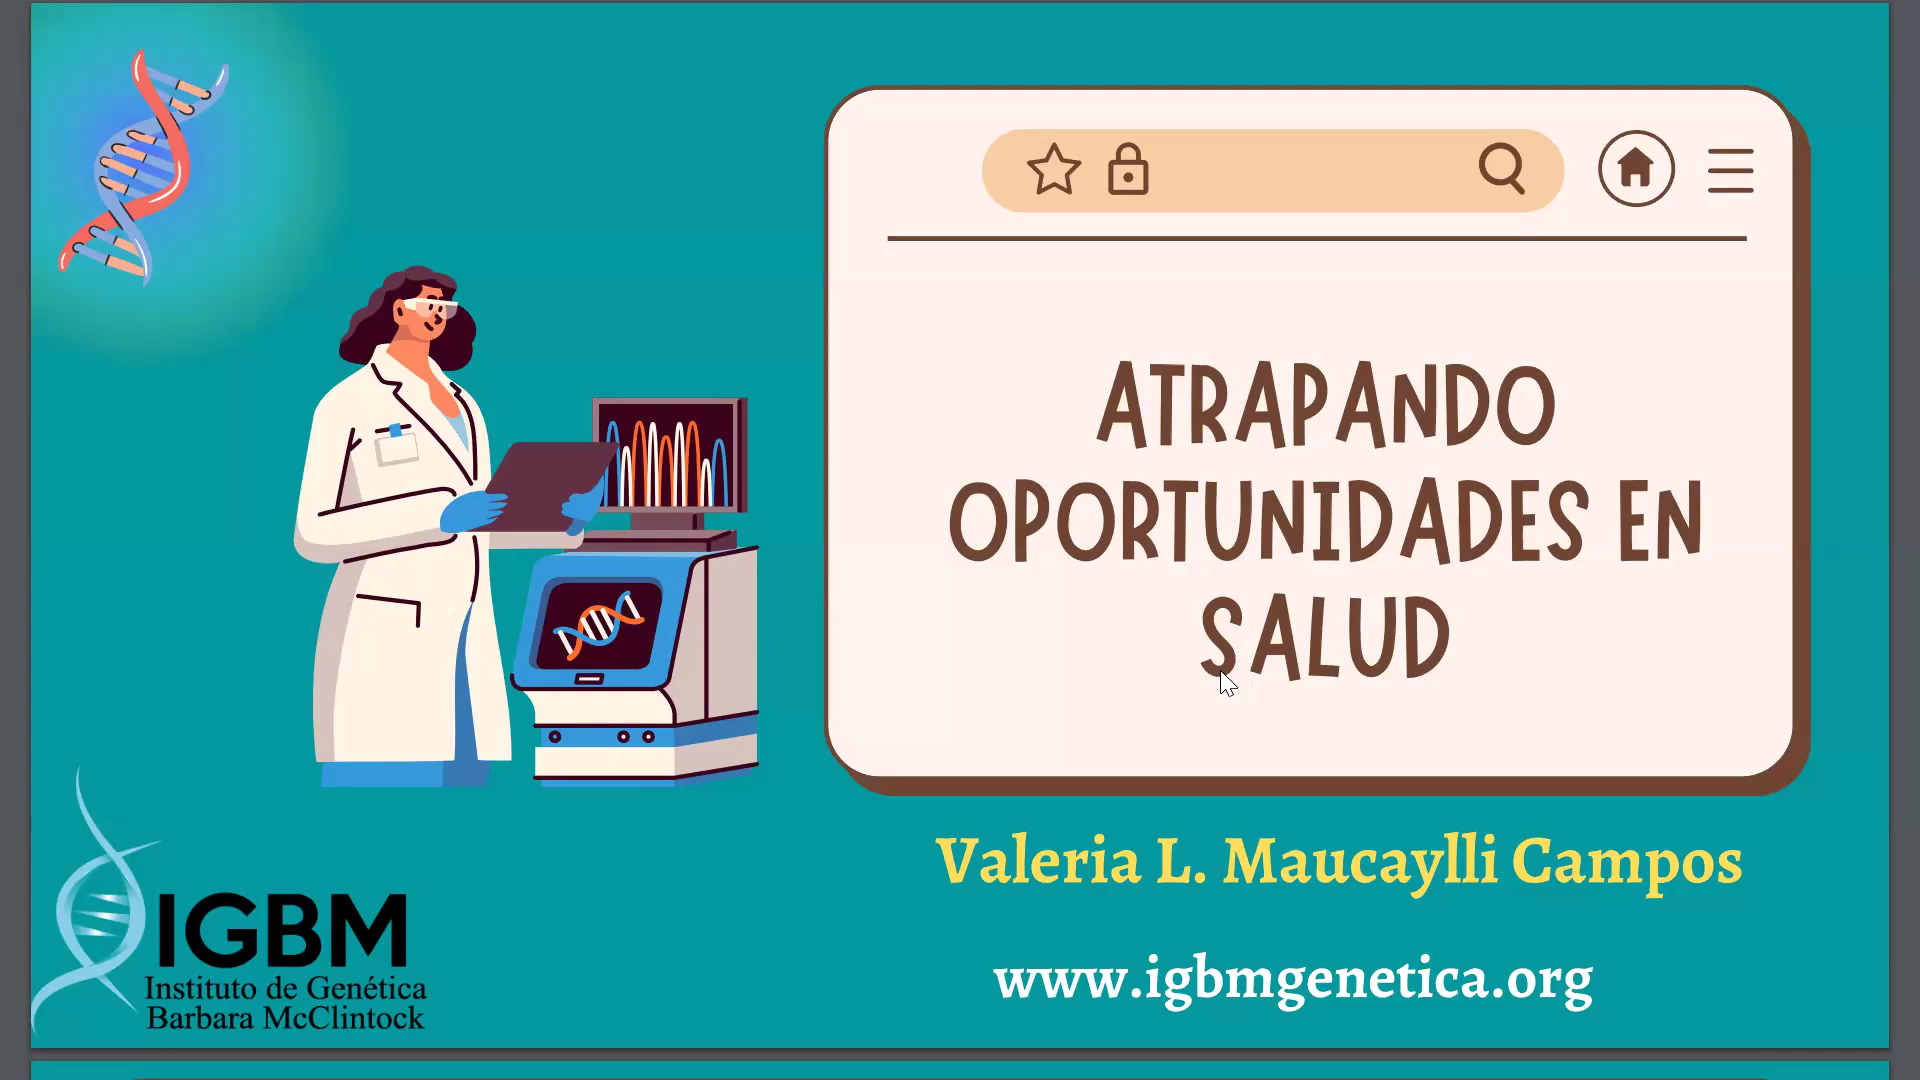 ATRAPANDO
OPORTUNIDADES EN
SALUD
Valeria L. Maucaylli Campos
www.igbmgenetica.org
IGBM
Instituto de Genética
Barbara McClintock